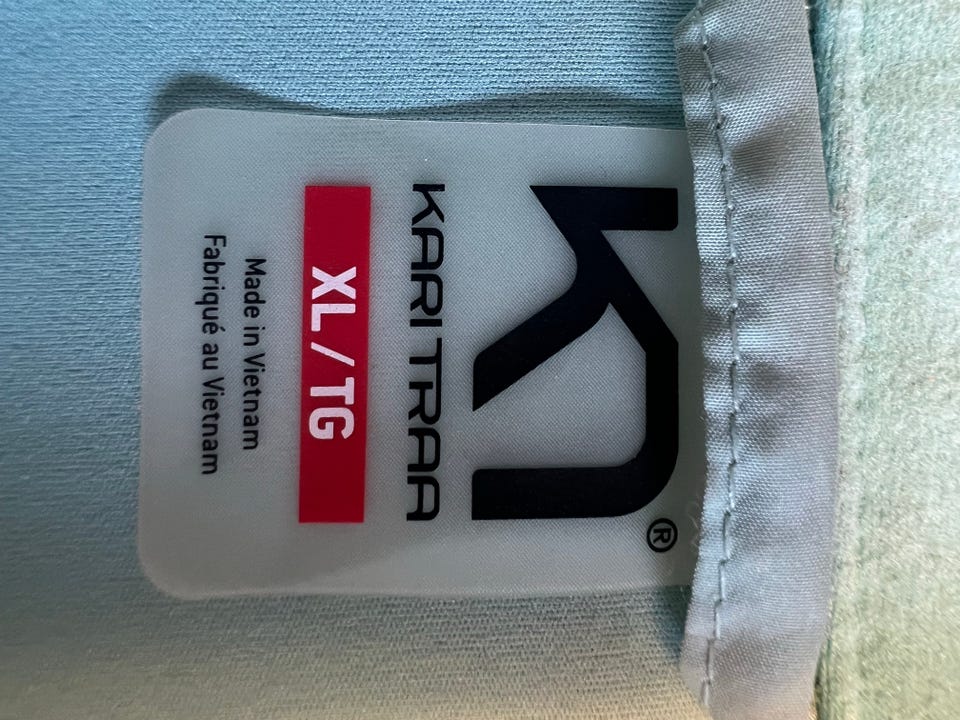 ®
KARI TRAA
XL / TG
Made in Vietnam
Fabriqué au Vietnam